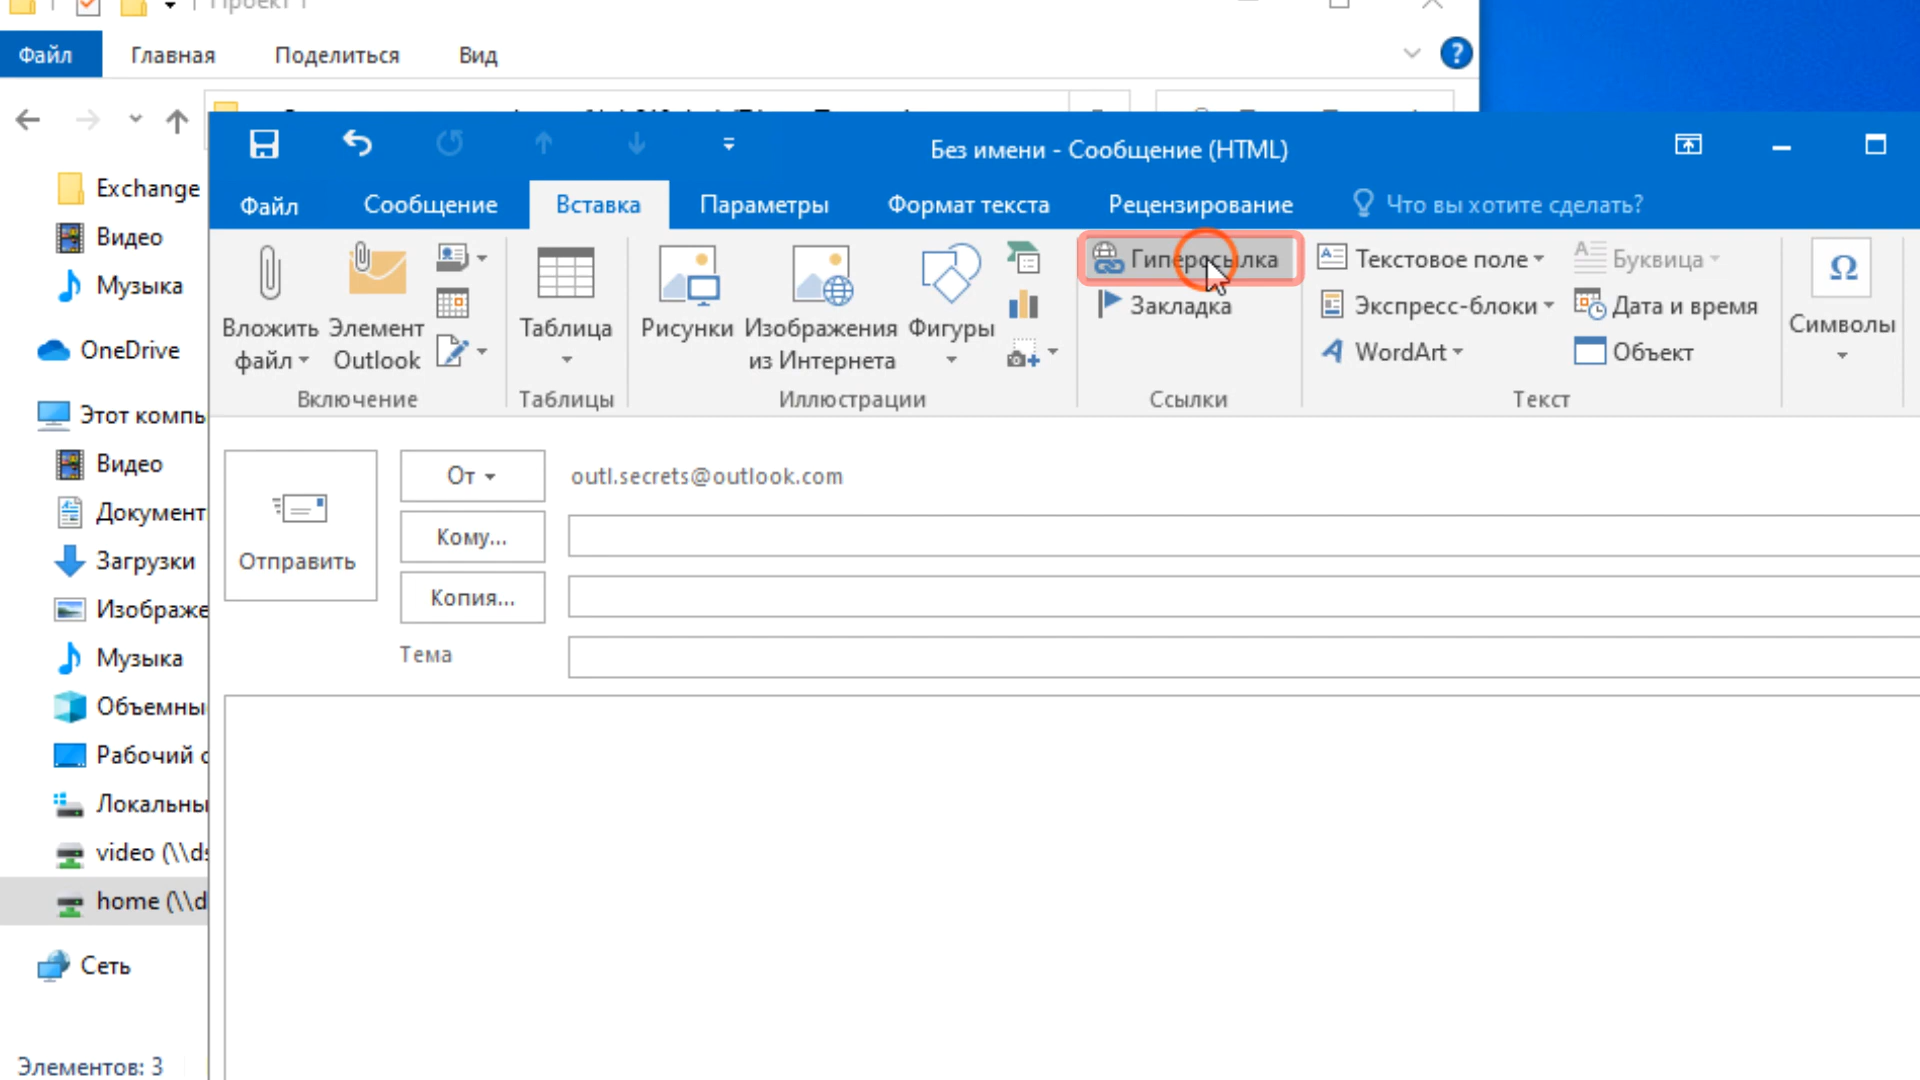 Проект 1
Файл Главная Поделиться Вид
Без имени - Сообщение (HTML)
Файл Сообщение Вставка Параметры Формат текста Рецензирование Что вы хотите сделать?
Вложить файл
Элемент Outlook
Таблица
Рисунки
Изображения из Интернета
Фигуры
Гиперссылка
Закладка
Текстовое поле
Экспресс-блоки
WordArt
Буквица
Дата и время
Объект
Ω
Символы
Включение Таблицы Иллюстрации Ссылки Текст
Отправить
От outl.secrets@outlook.com
Кому...
Копия...
Тема
Exchange
Видео
Музыка
OneDrive
Этот компь
Видео
Документ
Загрузки
Изображе
Музыка
Объемны
Рабочий с
Локальны
video (\\ds
home (\\d
Сеть
Элементов: 3